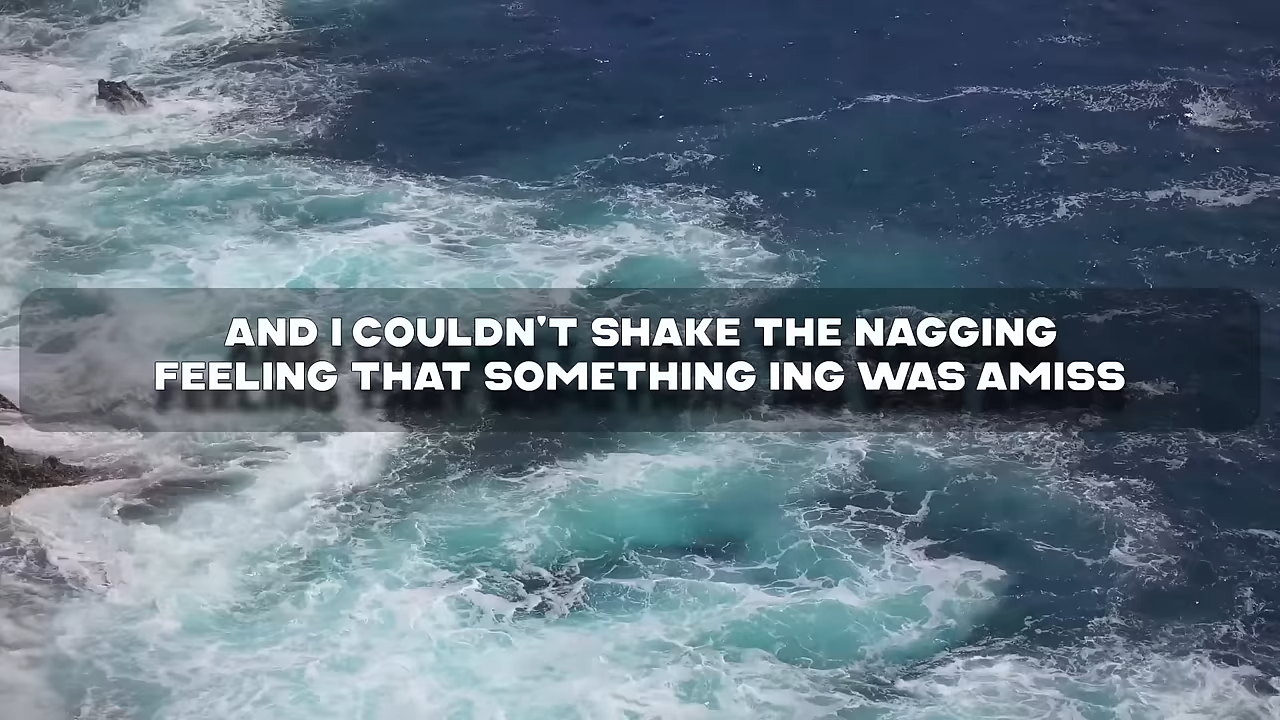 AND I COULDN'T SHAKE THE NAGGING
FEELING THAT SOMETHING ING WAS AMISS